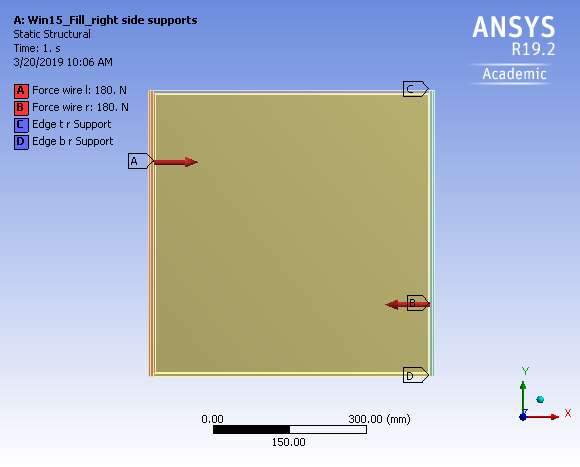 A: Win15_Fill_right side supports
Static Structural
Time: 1. s
3/20/2019 10:06 AM
A Force wire l: 180. N
B Force wire r: 180. N
C Edge t r Support
D Edge b r Support
ANSYS
R19.2
Academic
C
A
B
D
0.00 300.00 (mm)
150.00
Y
Z X